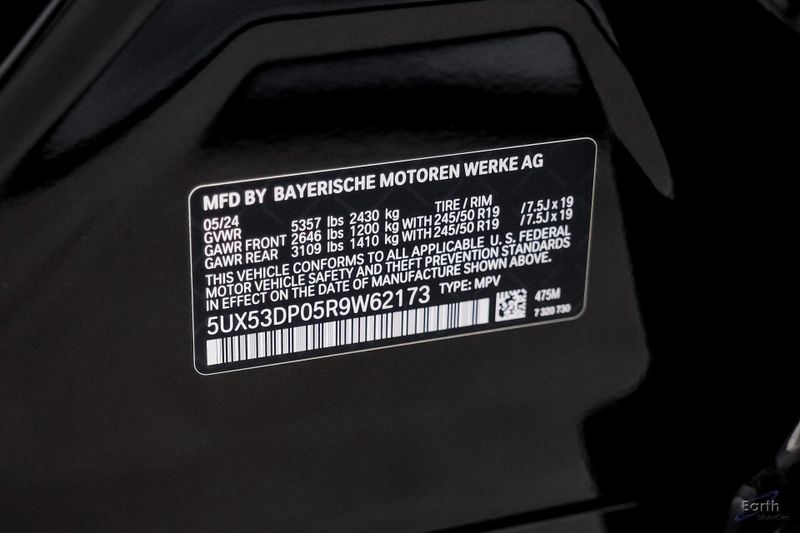 MFD BY BAYERISCHE MOTOREN WERKE AG
05/24 TIRE / RIM
GVWR 5357 lbs 2430 kg
GAWR FRONT 2646 lbs 1200 kg WITH 245/50 R19 /7.5J x 19
GAWR REAR 3109 lbs 1410 kg WITH 245/50 R19 /7.5J x 19
THIS VEHICLE CONFORMS TO ALL APPLICABLE U. S. FEDERAL
MOTOR VEHICLE SAFETY AND THEFT PREVENTION STANDARDS
IN EFFECT ON THE DATE OF MANUFACTURE SHOWN ABOVE.
5UX53DP05R9W62173 TYPE: MPV
475M
7 320 730
Earth
MotorCars